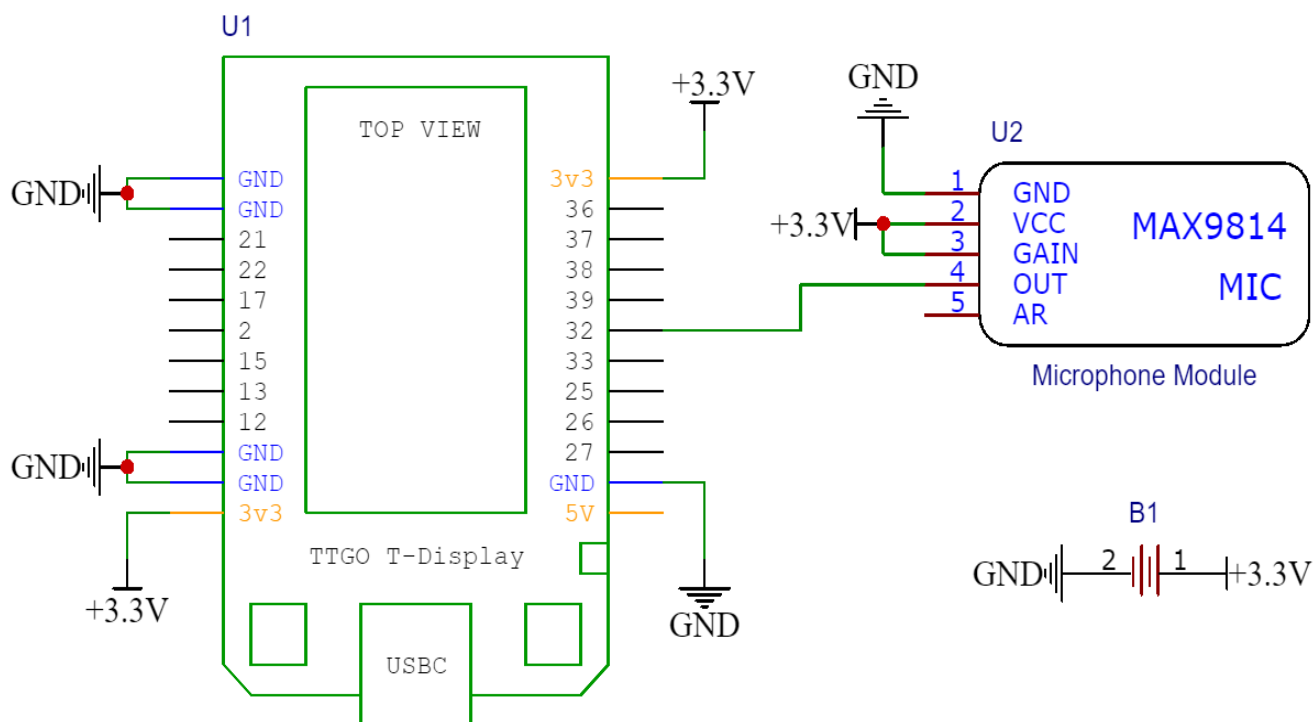 U1
TOP VIEW
GND
GND
GND
21
22
17
2
15
13
12
GND
GND
GND
3v3
+3.3V
+3.3V
3v3
36
37
38
39
32
33
25
26
27
GND
5V
GND
TTGO T-Display
USBC
GND
U2
+3.3V
1 GND
2 VCC
3 GAIN
4 OUT
5 AR
MAX9814
MIC
Microphone Module
B1
GND 2 1 +3.3V